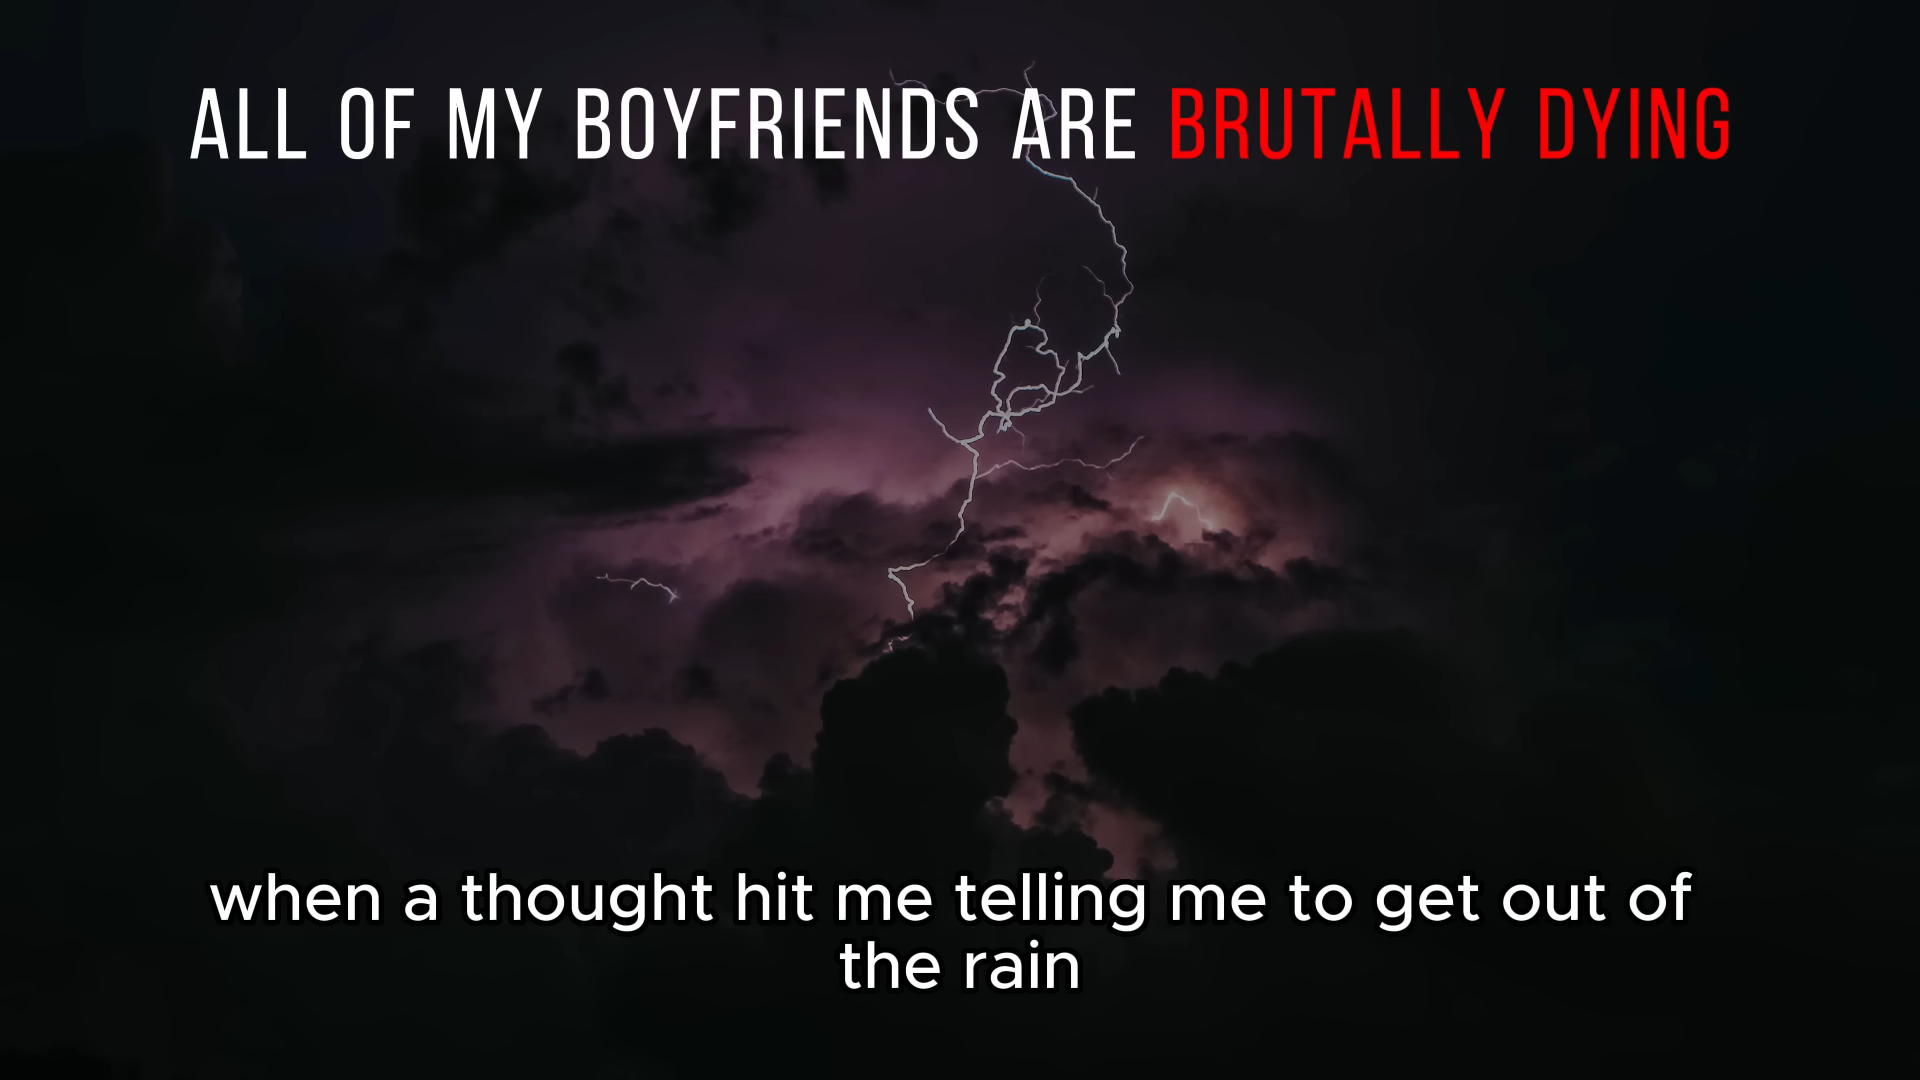 ALL OF MY BOYFRIENDS ARE BRUTALLY DYING
when a thought hit me telling me to get out of
the rain